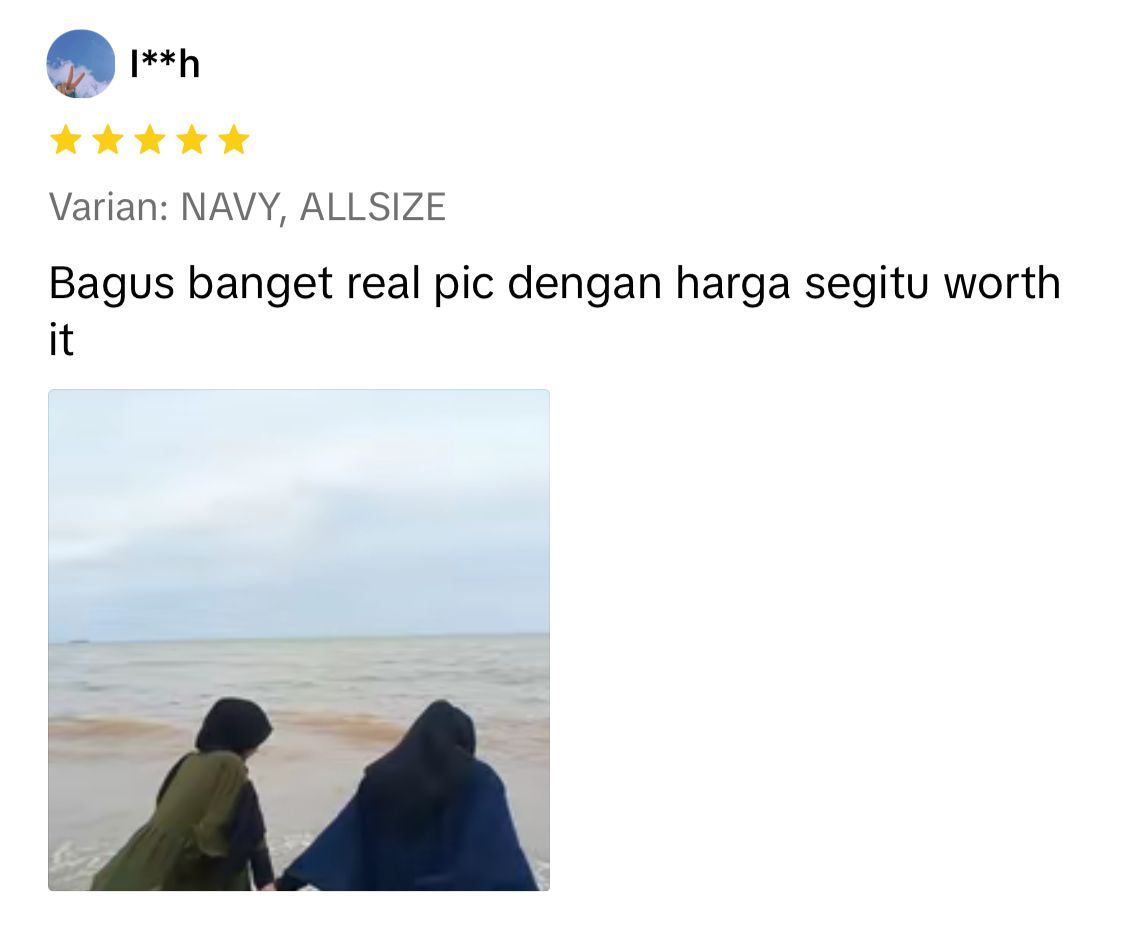 l**h
Varian: NAVY, ALLSIZE
Bagus banget real pic dengan harga segitu worth
it